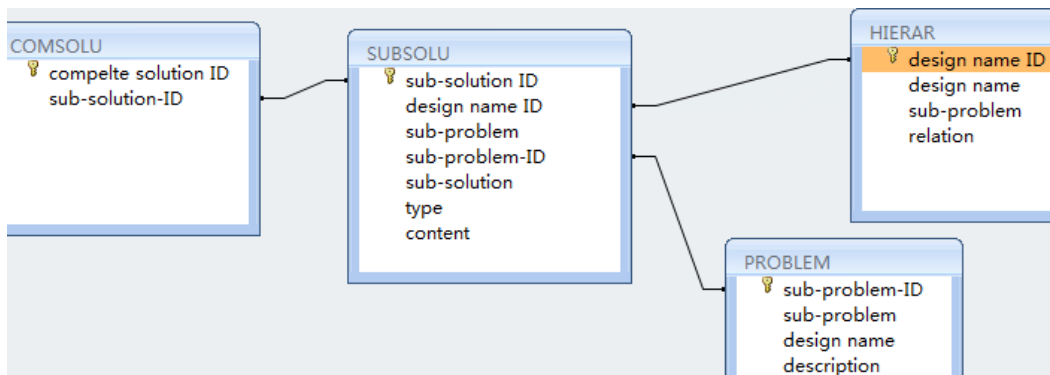 COMSOLU
compelte solution ID
sub-solution-ID
SUBSOLU
sub-solution ID
design name ID
sub-problem
sub-problem-ID
sub-solution
type
content
HIERAR
design name ID
design name
sub-problem
relation
PROBLEM
sub-problem-ID
sub-problem
design name
description